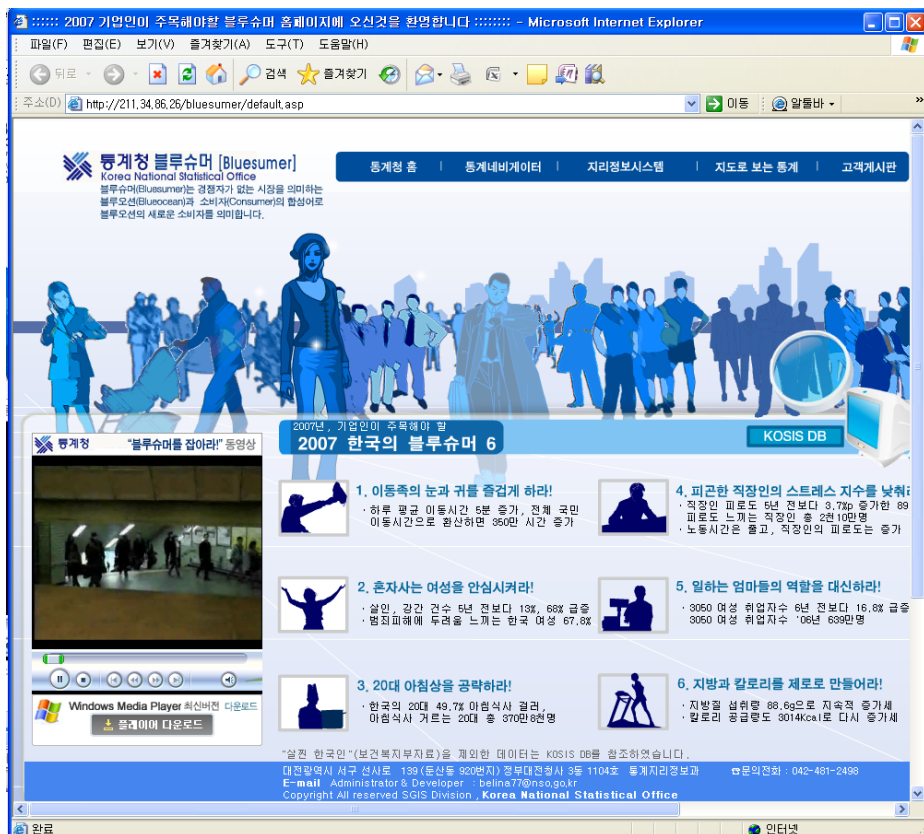 :::::: 2007 기업인이 주목해야할 블루슈머 홈페이지에 오신것을 환영합니다 :::::::: - Microsoft Internet Explorer
파일(F) 편집(E) 보기(V) 즐겨찾기(A) 도구(T) 도움말(H)
뒤로 검색 즐겨찾기
주소(D) http://211.34.86.26/bluesumer/default.asp 이동 알툴바
통계청 블루슈머 [Bluesumer]
Korea National Statistical Office
통계청 홈 | 통계네비게이터 | 지리정보시스템 | 지도로 보는 통계 | 고객게시판
블루슈머(Bluesumer)는 경쟁자가 없는 시장을 의미하는
블루오션(Blueocean)과 소비자(Consumer)의 합성어로
블루오션의 새로운 소비자를 의미합니다.
통계청 "블루슈머를 잡아라!" 동영상
2007년, 기업인이 주목해야 할
2007 한국의 블루슈머 6
KOSIS DB
1. 이동족의 눈과 귀를 즐겁게 하라!
· 하루 평균 이동시간 5분 증가, 전체 국민
이동시간으로 환산하면 350만 시간 증가
4. 피곤한 직장인의 스트레스 지수를 낮춰
· 직장인 피로도 5년 전보다 3.7%p 증가한 89
피로도 느끼는 직장인 총 2천10만명
· 노동시간은 줄고, 직장인의 피로도는 증가
2. 혼자사는 여성을 안심시켜라!
· 살인, 강간 건수 5년 전보다 13%, 68% 급증
· 범죄피해에 두려움 느끼는 한국 여성 67.8%
5. 일하는 엄마들의 역할을 대신하라!
· 3050 여성 취업자수 6년 전보다 16.8% 급증
3050 여성 취업자수 '06년 639만명
3. 20대 아침상을 공략하라!
· 한국의 20대 49.7% 아침식사 걸러,
아침식사 거르는 20대 총 370만8천명
6. 지방과 칼로리를 제로로 만들어라!
· 지방질 섭취량 88.6g으로 지속적 증가세
· 칼로리 공급량도 3014Kcal로 다시 증가세
Windows Media Player 최신버전 다운로드
플레이어 다운로드
"살찐 한국인"(보건복지부자료)을 제외한 데이터는 KOSIS DB를 참조하였습니다.
대전광역시 서구 선사로 139 (둔산동 920번지) 정부대전청사 3동 1104호 통계지리정보과 ☎문의전화 : 042-481-2498
E-mail Administrator & Developer : belina77@nso.go.kr
Copyright All reserved SGIS Division , Korea National Statistical Office
완료 인터넷